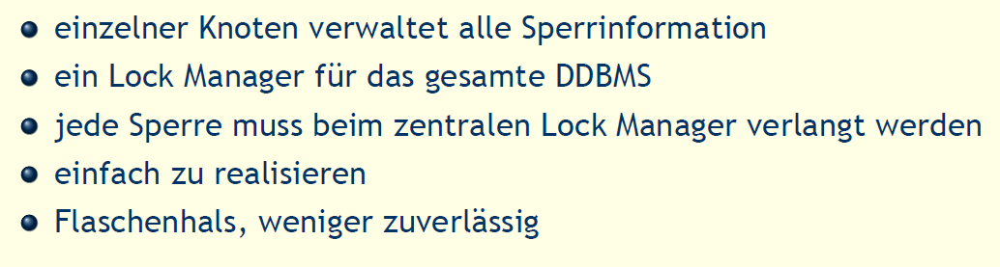 einzelner Knoten verwaltet alle Sperrinformation
ein Lock Manager für das gesamte DDBMS
jede Sperre muss beim zentralen Lock Manager verlangt werden
einfach zu realisieren
Flaschenhals, weniger zuverlässig